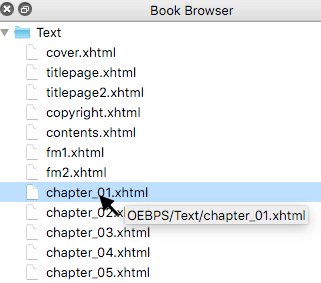 Book Browser
Text
cover.xhtml
titlepage.xhtml
titlepage2.xhtml
copyright.xhtml
contents.xhtml
fm1.xhtml
fm2.xhtml
chapter_01.xhtml
chapter_02.x
OEBPS/Text/chapter_01.xhtml
chapter_03.xhtml
chapter_04.xhtml
chapter_05.xhtml